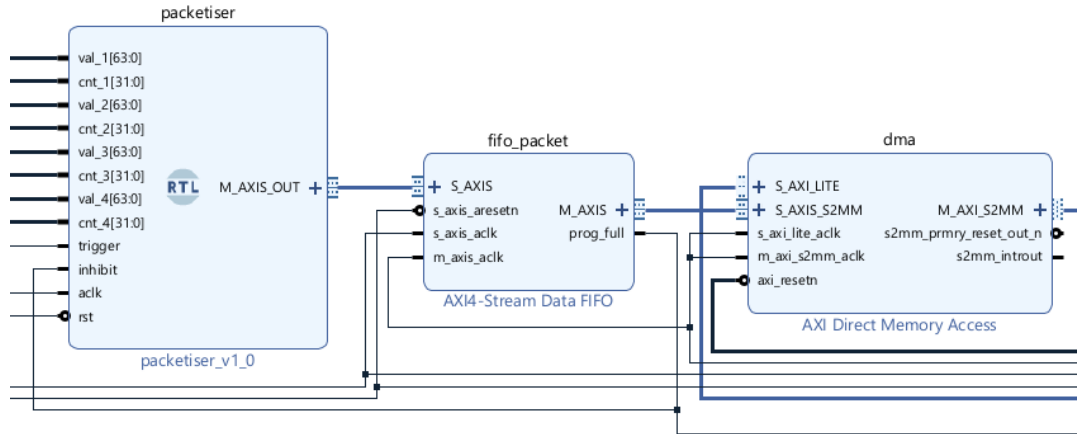 packetiser
val_1[63:0]
cnt_1[31:0]
val_2[63:0]
cnt_2[31:0]
val_3[63:0]
cnt_3[31:0]
val_4[63:0]
cnt_4[31:0]
trigger
inhibit
aclk
rst
RTL
M_AXIS_OUT
packetiser_v1_0
fifo_packet
S_AXIS
s_axis_aresetn
s_axis_aclk
m_axis_aclk
M_AXIS
prog_full
AXI4-Stream Data FIFO
dma
S_AXI_LITE
S_AXIS_S2MM
s_axi_lite_aclk
m_axi_s2mm_aclk
axi_resetn
M_AXI_S2MM
s2mm_prmry_reset_out_n
s2mm_introut
AXI Direct Memory Access